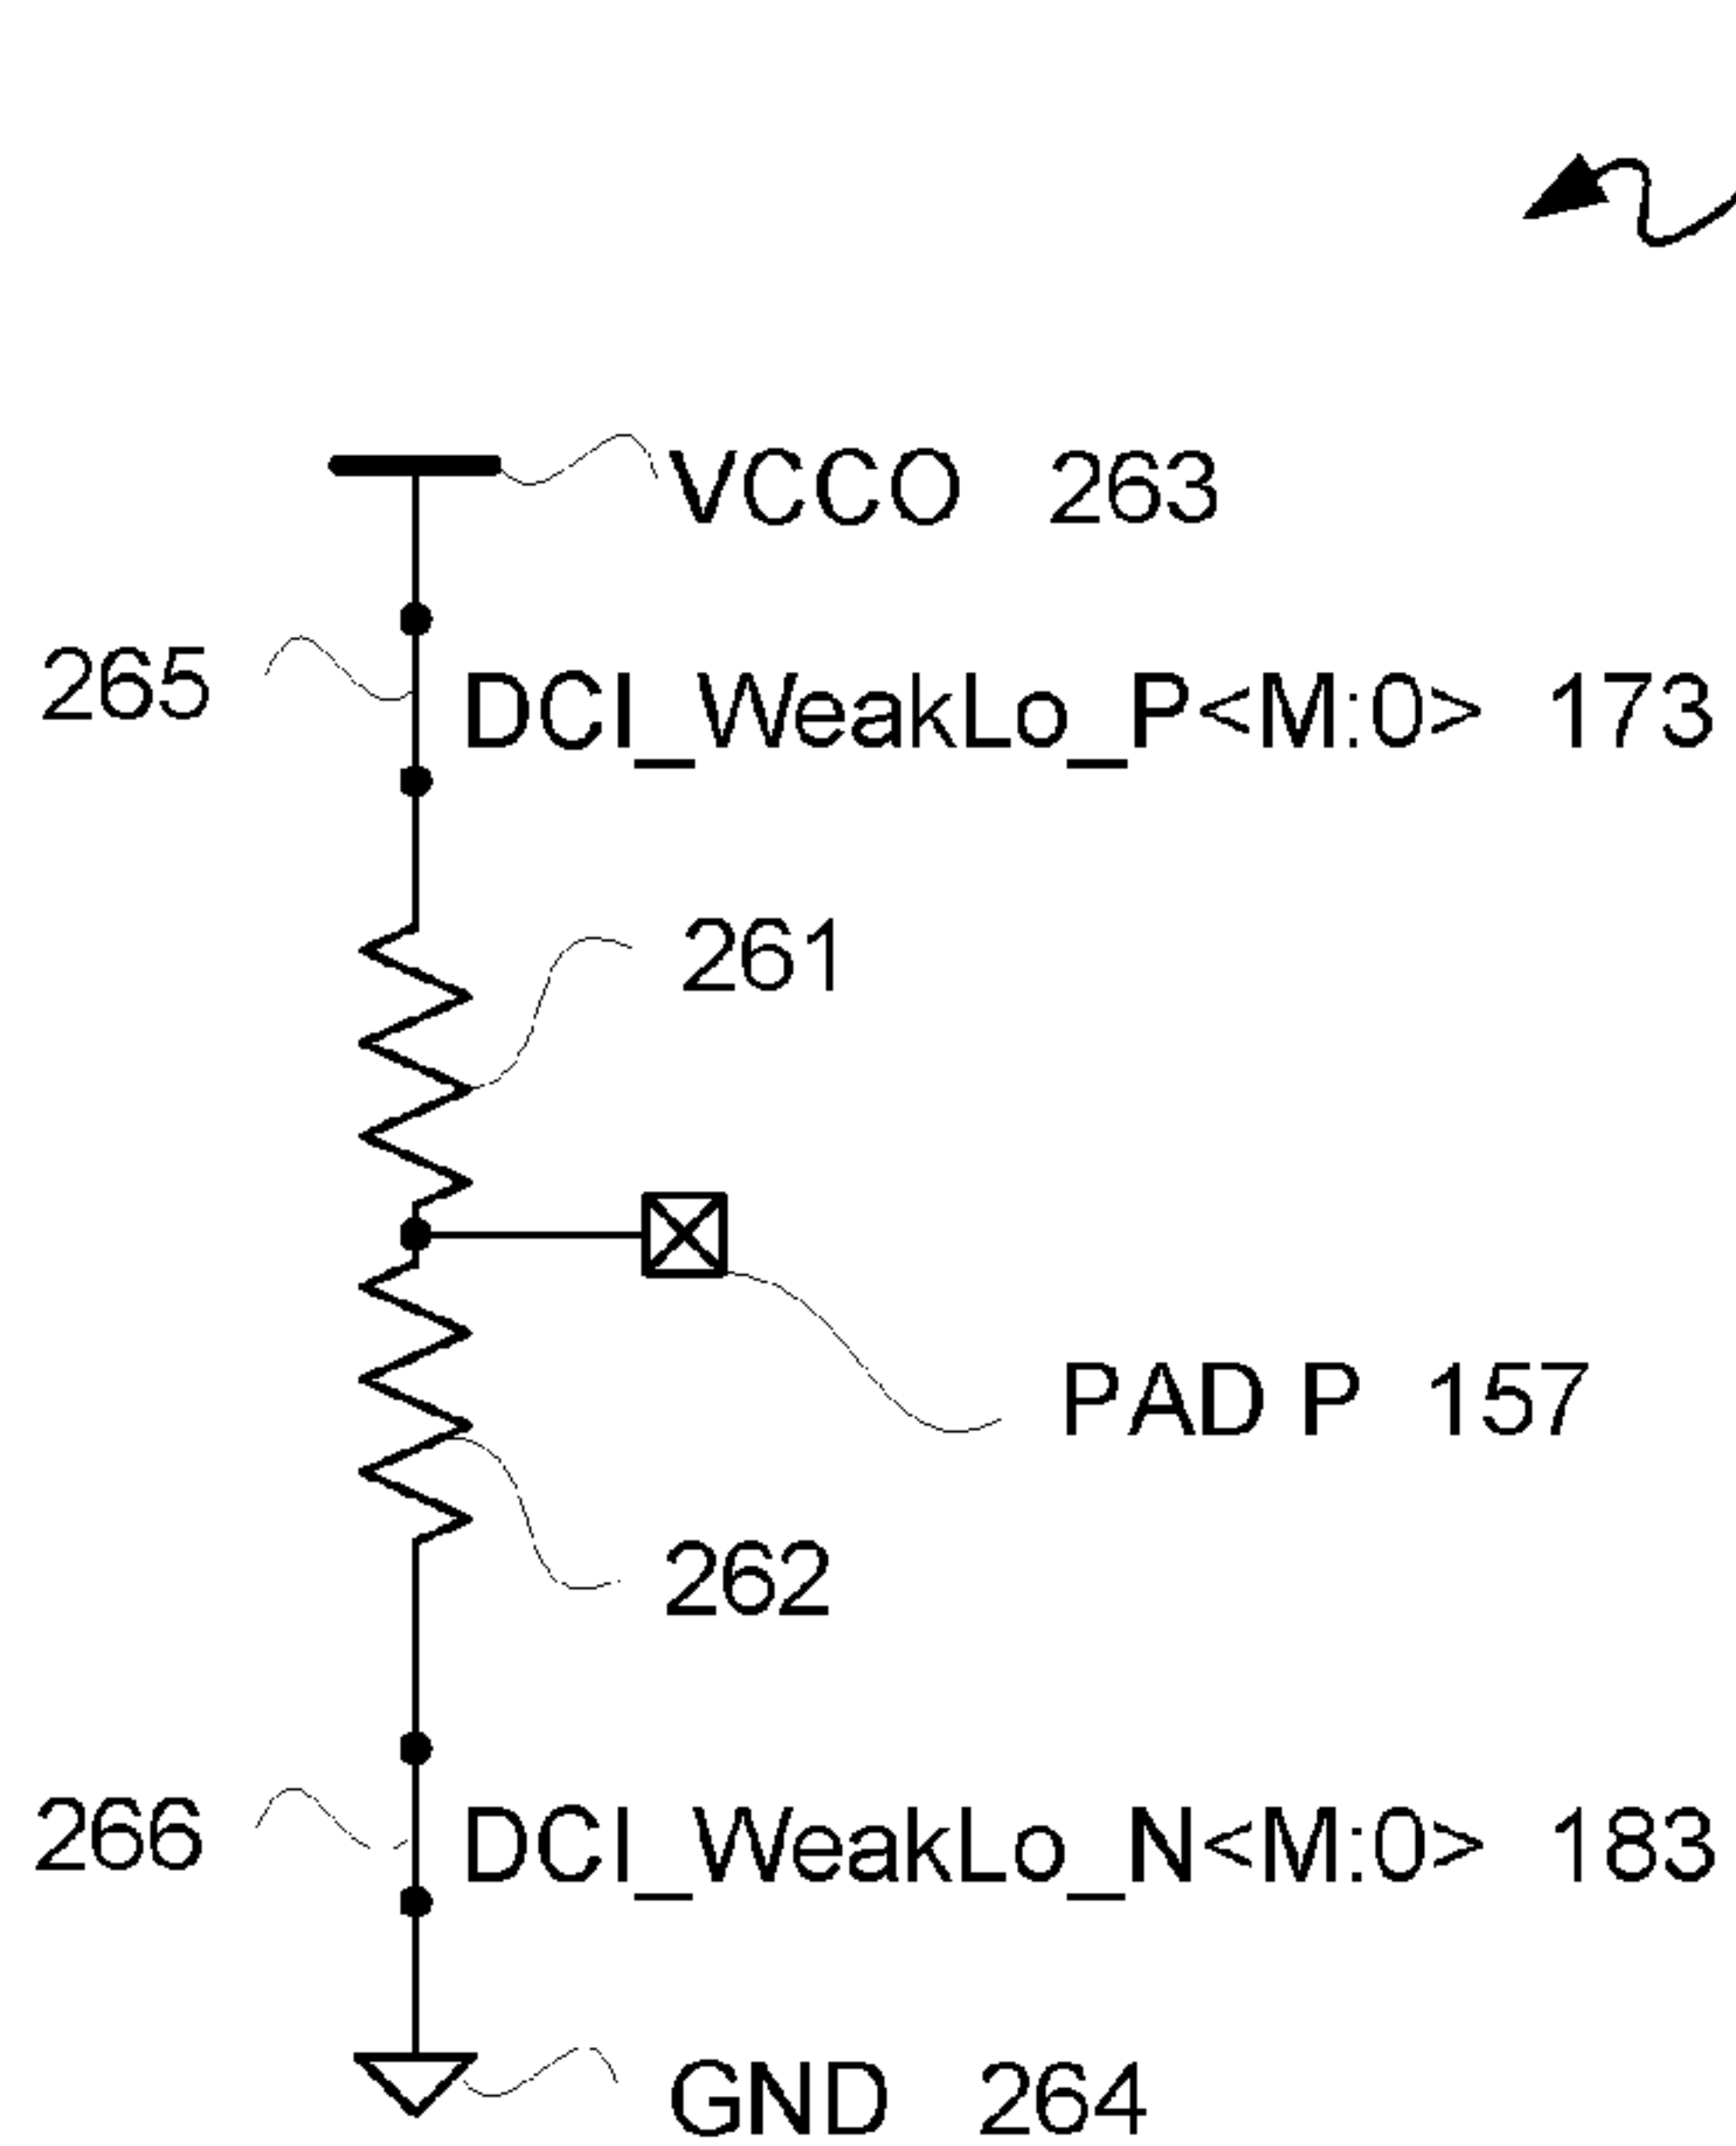 VCCO 263
265
DCI_WeakLo_P<M:0> 173
261
PAD P 157
262
266
DCI_WeakLo_N<M:0> 183
GND 264